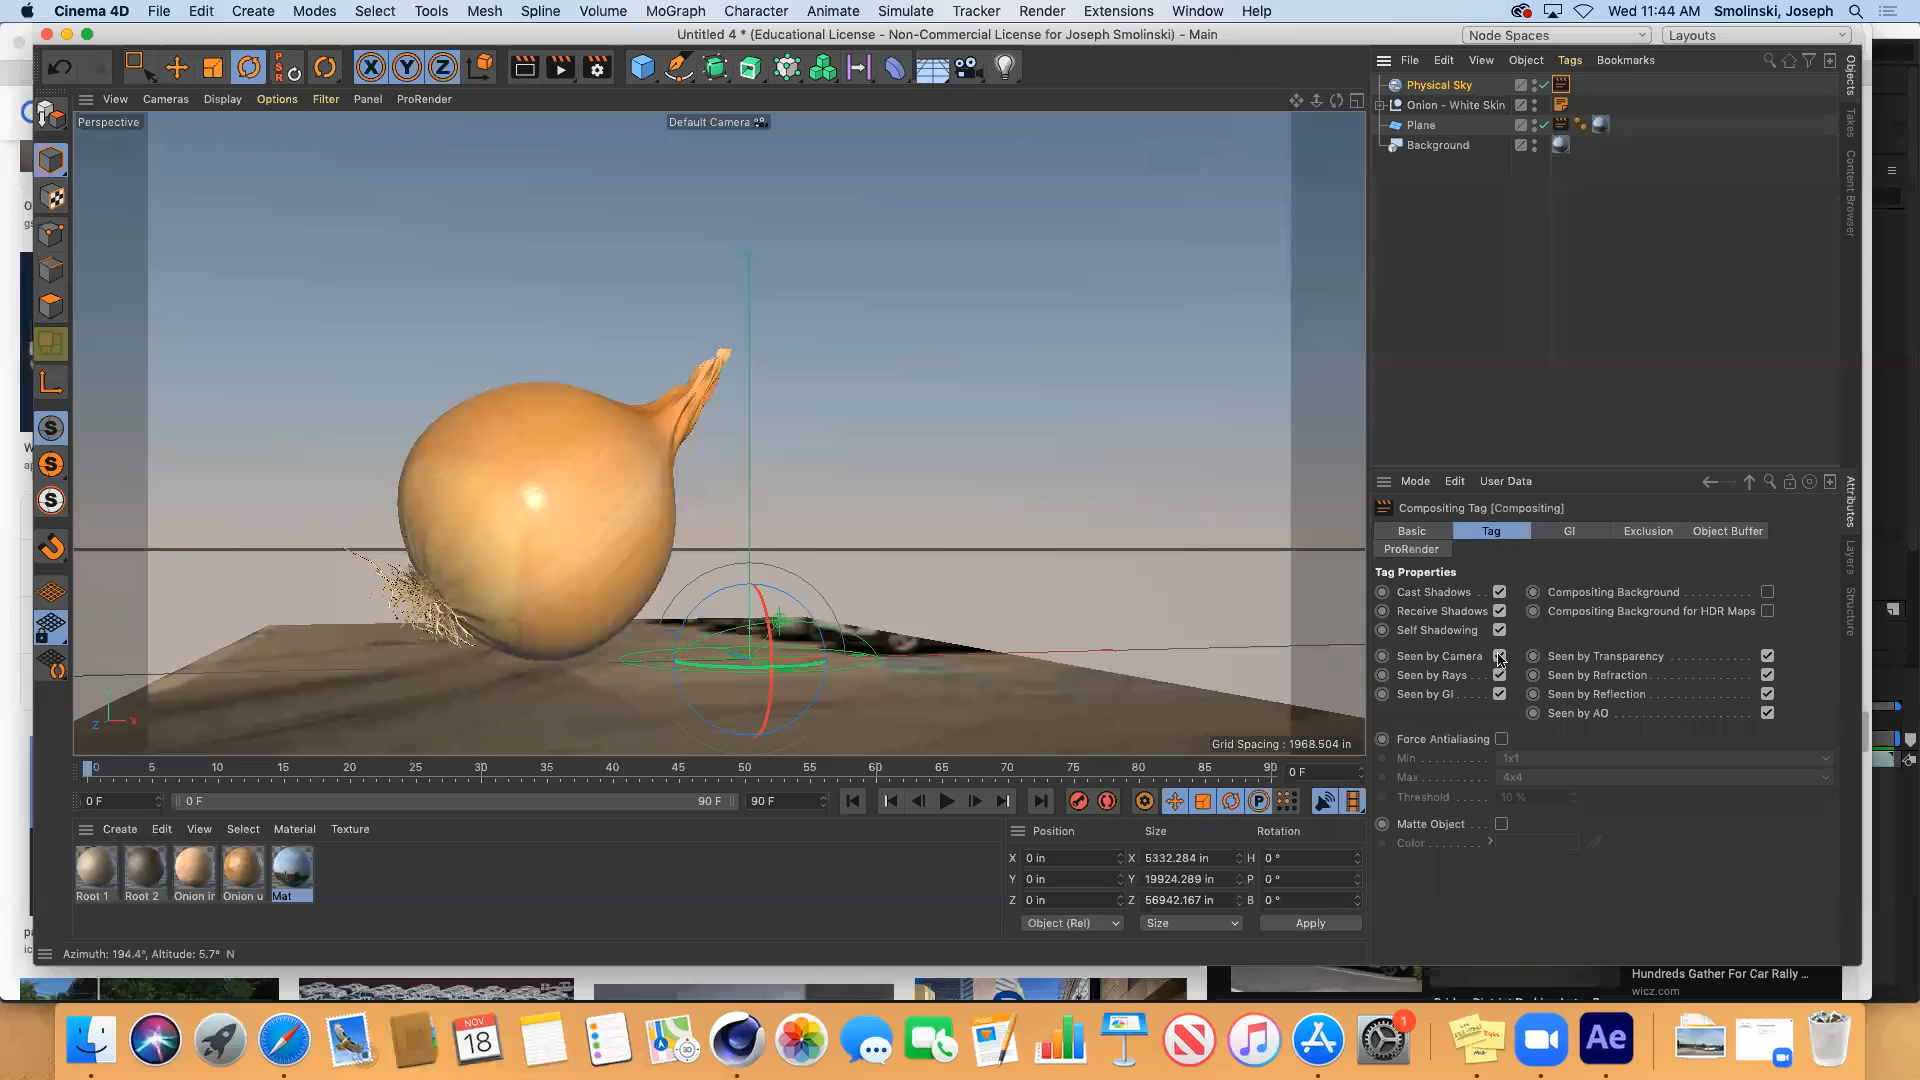 Cinema 4D File Edit Create Modes Select Tools Mesh Spline Volume MoGraph Character Animate Simulate Tracker Render Extensions Window Help Wed 11:44 AM Smolinski, Joseph
Untitled 4 * (Educational License - Non-Commercial License for Joseph Smolinski) - Main
Node Spaces Layouts
PSR X Y Z
File Edit View Object Tags Bookmarks
View Cameras Display Options Filter Panel ProRender
Perspective
Default Camera
Physical Sky
Onion - White Skin
Plane
Background
Objects
Takes
Content Browser
Attributes
Layers
Structure
Mode Edit User Data
Compositing Tag [Compositing]
Basic Tag GI Exclusion Object Buffer
ProRender
Tag Properties
Cast Shadows Compositing Background
Receive Shadows Compositing Background for HDR Maps
Self Shadowing
Seen by Camera Seen by Transparency
Seen by Rays Seen by Refraction
Seen by GI Seen by Reflection
Seen by AO
Force Antialiasing
Min 1x1
Max 4x4
Threshold 10 %
Matte Object
Color
Y
Z
Grid Spacing : 1968.504 in
0 5 10 15 20 25 30 35 40 45 50 55 60 65 70 75 80 85 90 0 F
0 F 0 F 90 F 90 F
Create Edit View Select Material Texture
Root 1 Root 2 Onion ir Onion u Mat
Position Size Rotation
X 0 in X 5332.284 in H 0 °
Y 0 in Y 19924.289 in P 0 °
Z 0 in Z 56942.167 in B 0 °
Object (Rel) Size Apply
Azimuth: 194.4°, Altitude: 5.7° N
Hundreds Gather For Car Rally ...
wicz.com
NOV
18
1
Ae